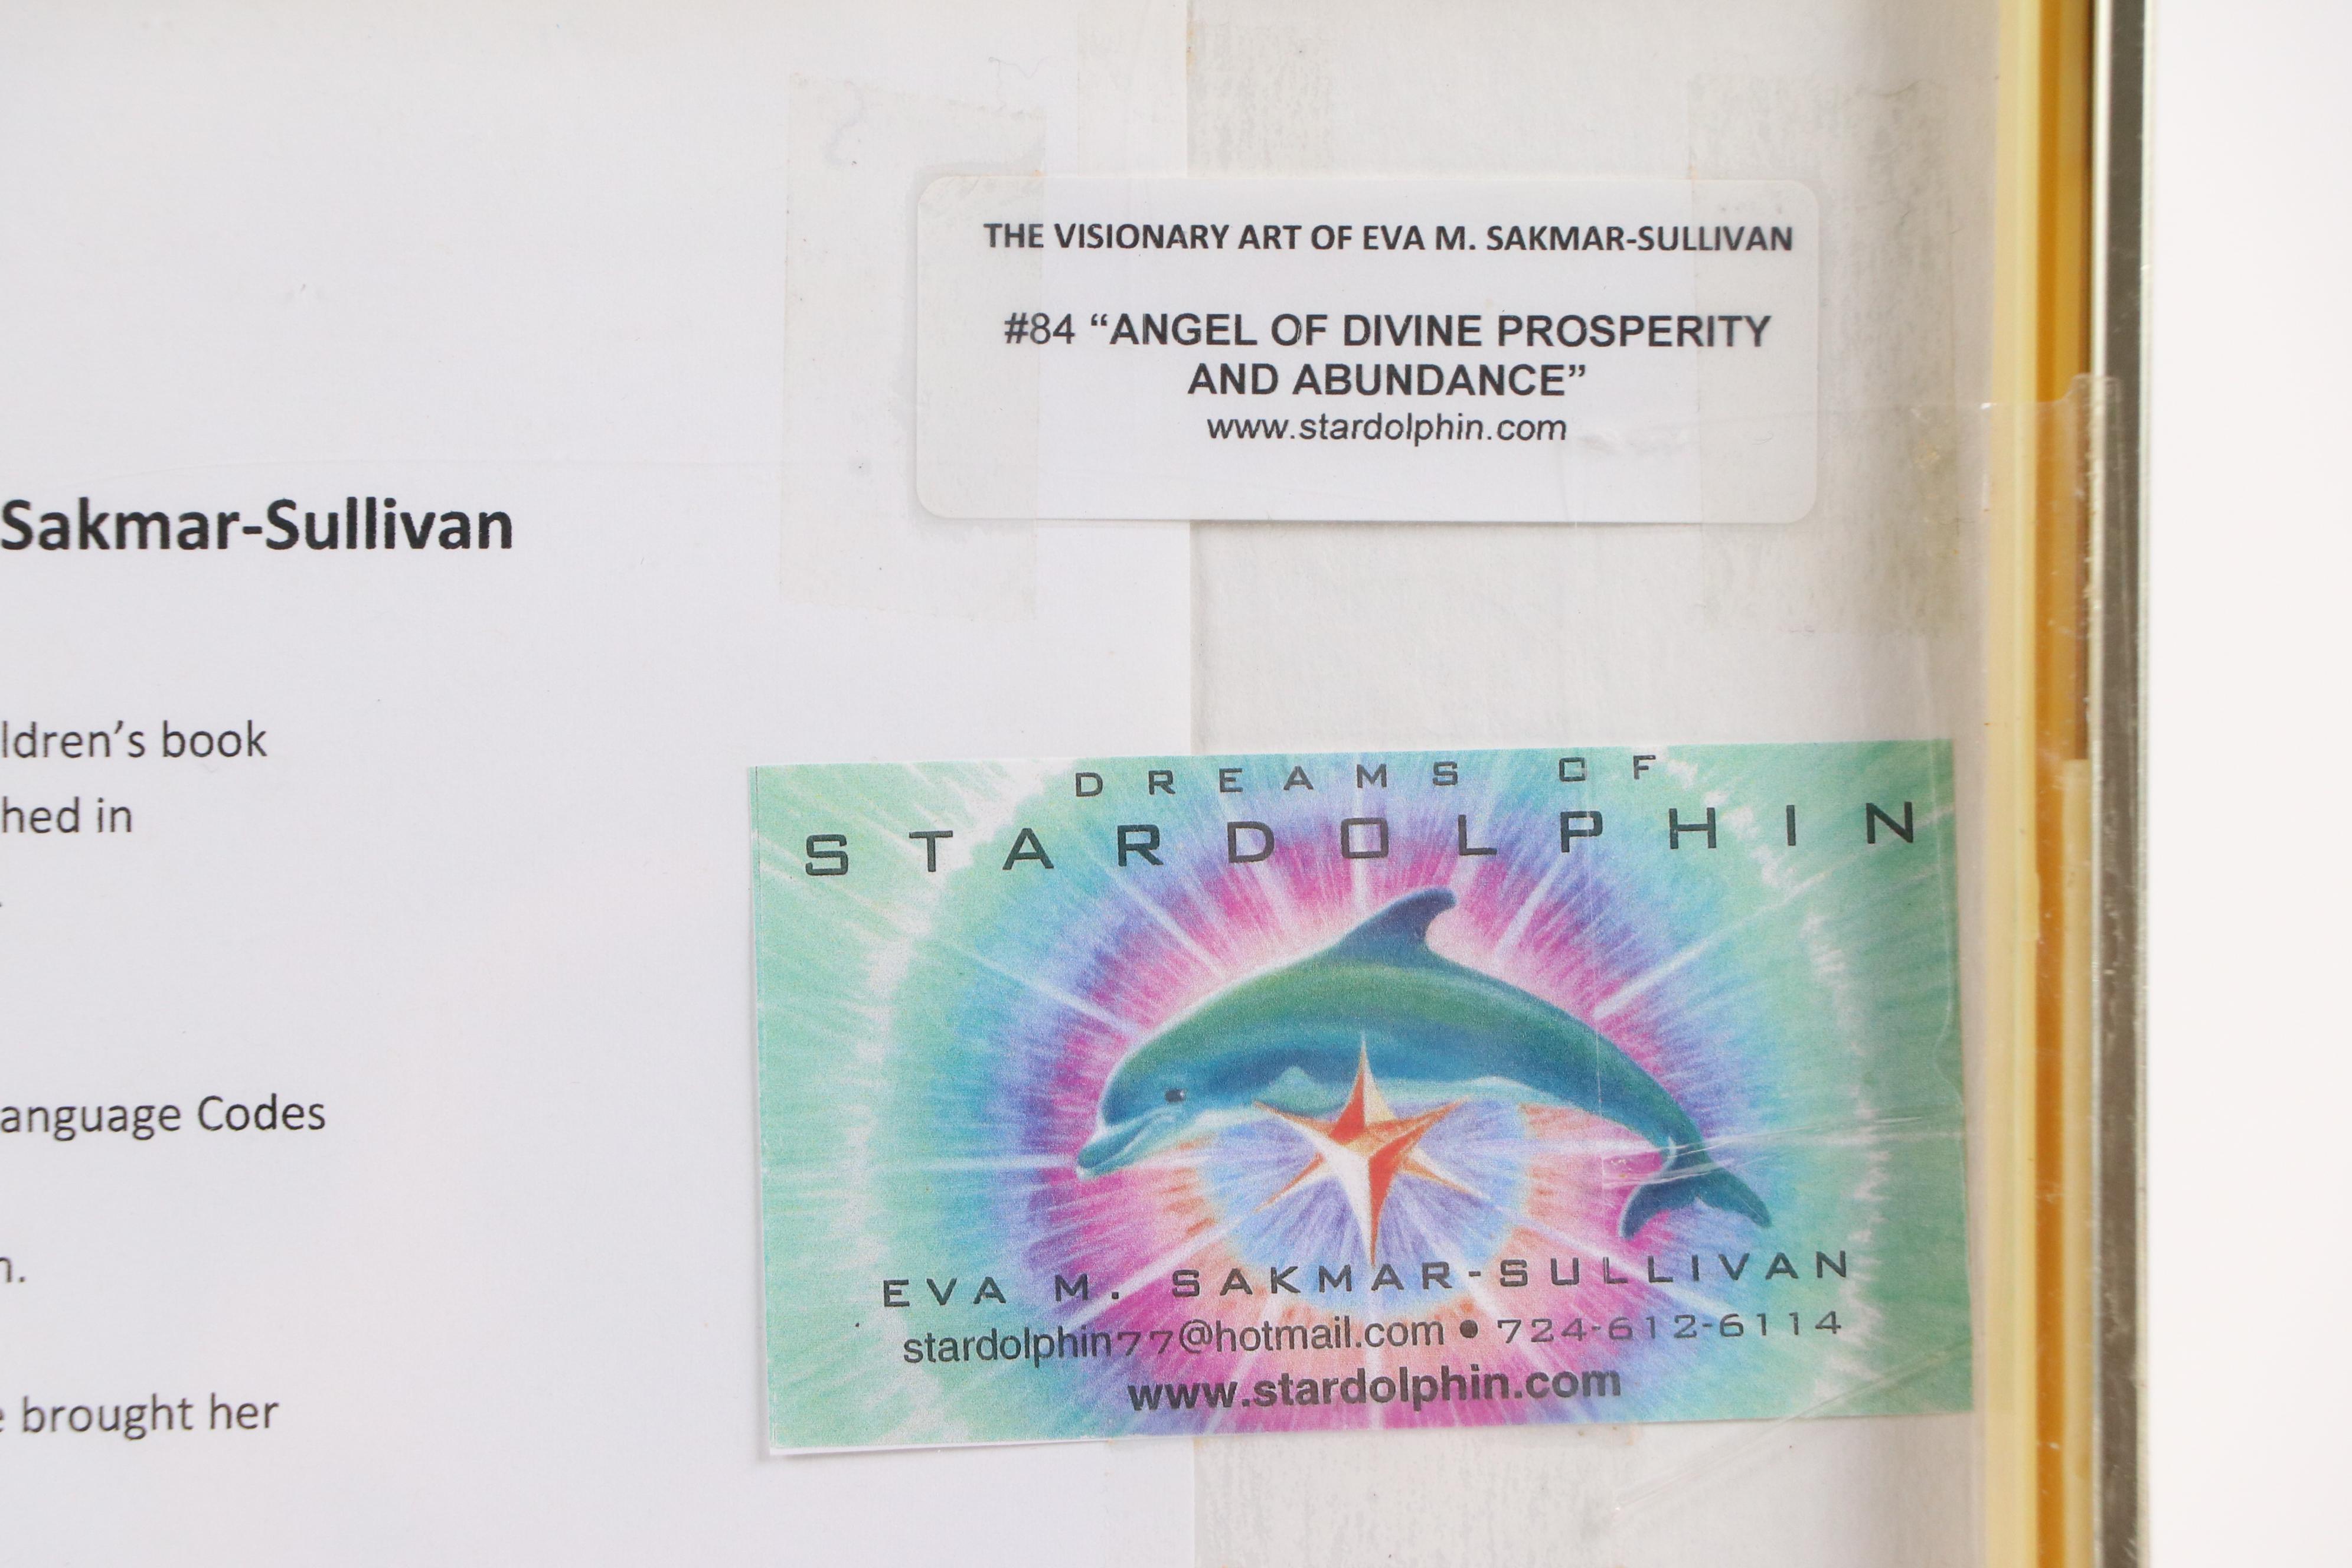 THE VISIONARY ART OF EVA M. SAKMAR-SULLIVAN
#84 “ANGEL OF DIVINE PROSPERITY
AND ABUNDANCE”
www.stardolphin.com
Sakmar-Sullivan
ldren’s book
hed in
anguage Codes
n.
e brought her
DREAMS OF
STARDOLPHIN
EVA M. SAKMAR-SULLIVAN
stardolphin77@hotmail.com • 724-612-6114
www.stardolphin.com